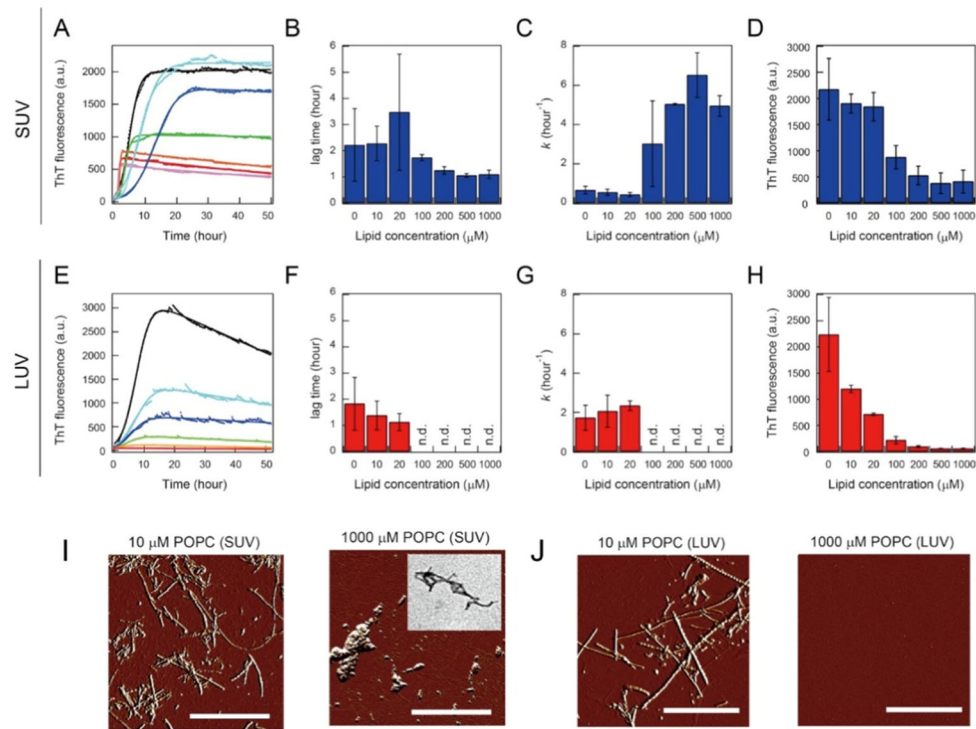 SUV
A
ThT fluorescence (a.u.)
2000
1500
1000
500
0
0 10 20 30 40 50
Time (hour)
B
lag time (hour)
6
5
4
3
2
1
0
0 10 20 100 200 500 1000
Lipid concentration (μM)
C
k (hour⁻¹)
8
6
4
2
0
0 10 20 100 200 500 1000
Lipid concentration (μM)
D
ThT fluorescence (a.u.)
3000
2500
2000
1500
1000
500
0
0 10 20 100 200 500 1000
Lipid concentration (μM)
LUV
E
ThT fluorescence (a.u.)
3000
2500
2000
1500
1000
500
0
0 10 20 30 40 50
Time (hour)
F
lag time (hour)
6
5
4
3
2
1
0
n.d. n.d. n.d. n.d.
0 10 20 100 200 500 1000
Lipid concentration (μM)
G
k (hour⁻¹)
8
6
4
2
0
n.d. n.d. n.d. n.d.
0 10 20 100 200 500 1000
Lipid concentration (μM)
H
ThT fluorescence (a.u.)
3000
2500
2000
1500
1000
500
0
0 10 20 100 200 500 1000
Lipid concentration (μM)
I
10 μM POPC (SUV)
1000 μM POPC (SUV)
J
10 μM POPC (LUV)
1000 μM POPC (LUV)